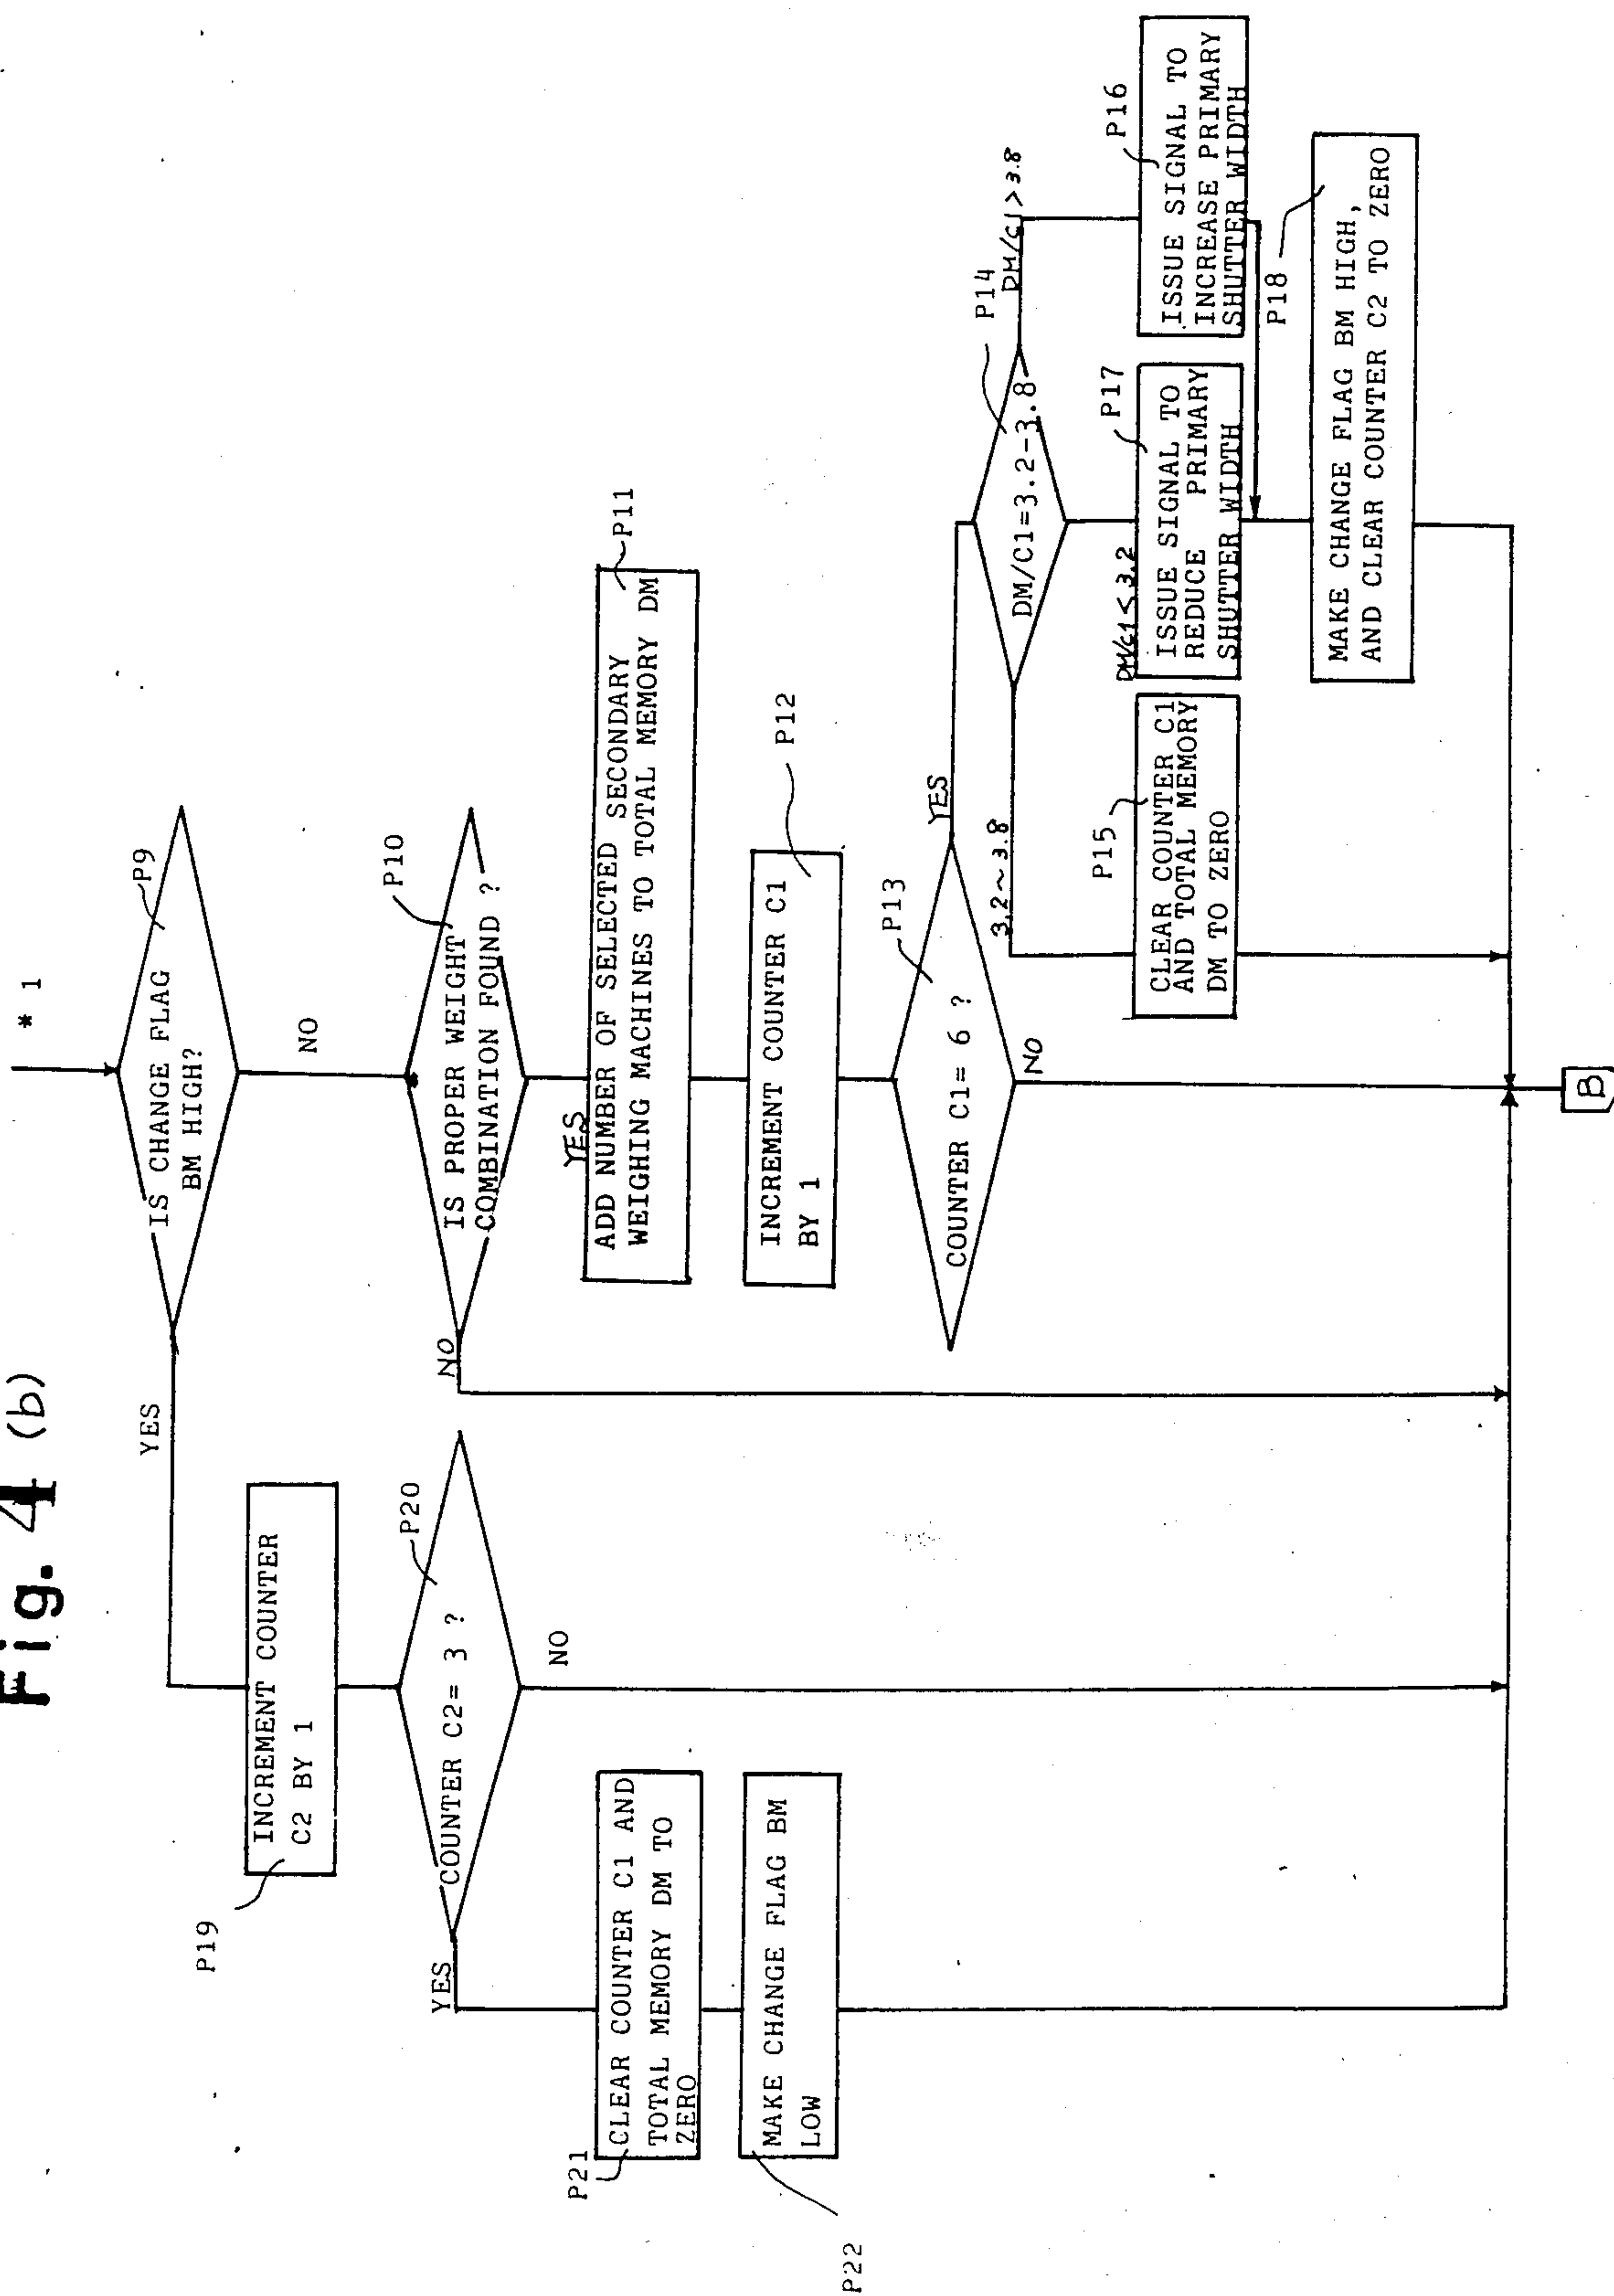 Fig. 4 (b)
* 1
P9
IS CHANGE FLAG
BM HIGH?
YES
NO
P19
INCREMENT COUNTER
C2 BY 1
P20
COUNTER C2= 3 ?
YES
NO
P21
CLEAR COUNTER C1 AND
TOTAL MEMORY DM TO
ZERO
P22
MAKE CHANGE FLAG BM
LOW
P10
IS PROPER WEIGHT
COMBINATION FOUND ?
NO
YES
P11
ADD NUMBER OF SELECTED SECONDARY
WEIGHING MACHINES TO TOTAL MEMORY DM
P12
INCREMENT COUNTER C1
BY 1
P13
COUNTER C1= 6 ?
YES
NO
P14
DM/C1=3.2-3.8
3.2~3.8
DM/C1<3.2
DM/C1>3.8
P15
CLEAR COUNTER C1
AND TOTAL MEMORY
DM TO ZERO
P17
ISSUE SIGNAL TO
REDUCE PRIMARY
SHUTTER WIDTH
P16
ISSUE SIGNAL TO
INCREASE PRIMARY
SHUTTER WIDTH
P18
MAKE CHANGE FLAG BM HIGH,
AND CLEAR COUNTER C2 TO ZERO
B